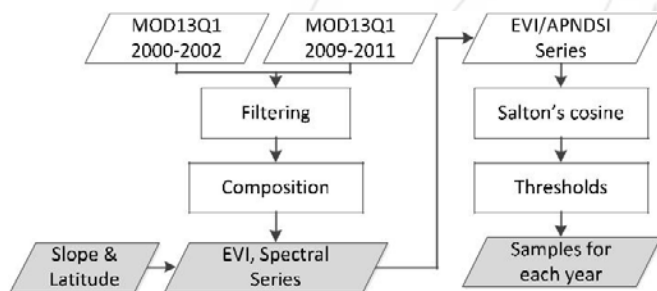 MOD13Q1
2000-2002
MOD13Q1
2009-2011
Filtering
Composition
Slope &
Latitude
EVI, Spectral
Series
EVI/APNDSI
Series
Salton's cosine
Thresholds
Samples for
each year